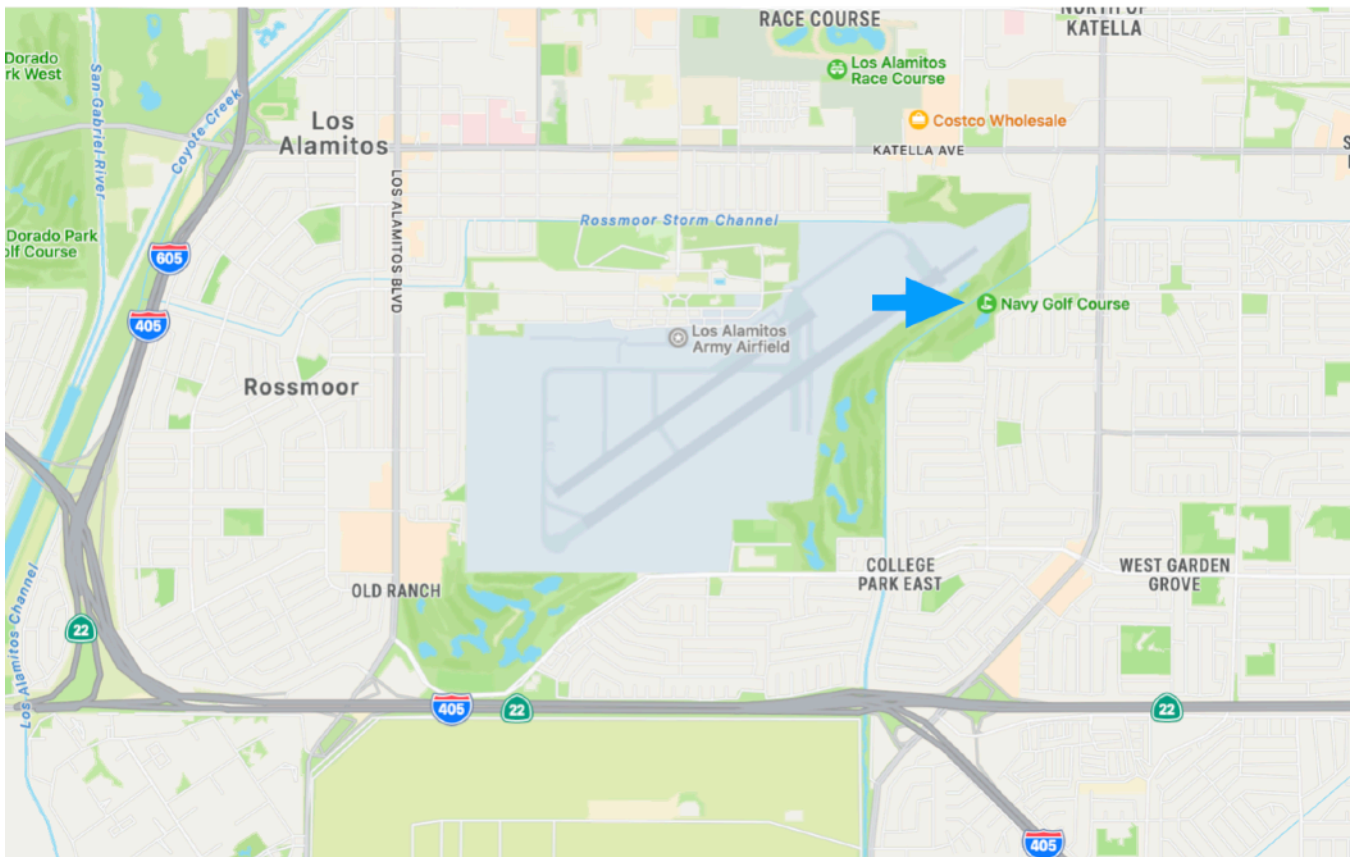 RACE COURSE
NORTH OF
KATELLA
Dorado
rk West
Los Alamitos
Race Course
San Gabriel River
Coyote Creek
Los
Alamitos
Costco Wholesale
KATELLA AVE
LOS ALAMITOS BLVD
Rossmoor Storm Channel
Dorado Park
olf Course
605
405
Navy Golf Course
Los Alamitos
Army Airfield
Rossmoor
OLD RANCH
COLLEGE
PARK EAST
WEST GARDEN
GROVE
Los Alamitos Channel
22
405
22
22
405